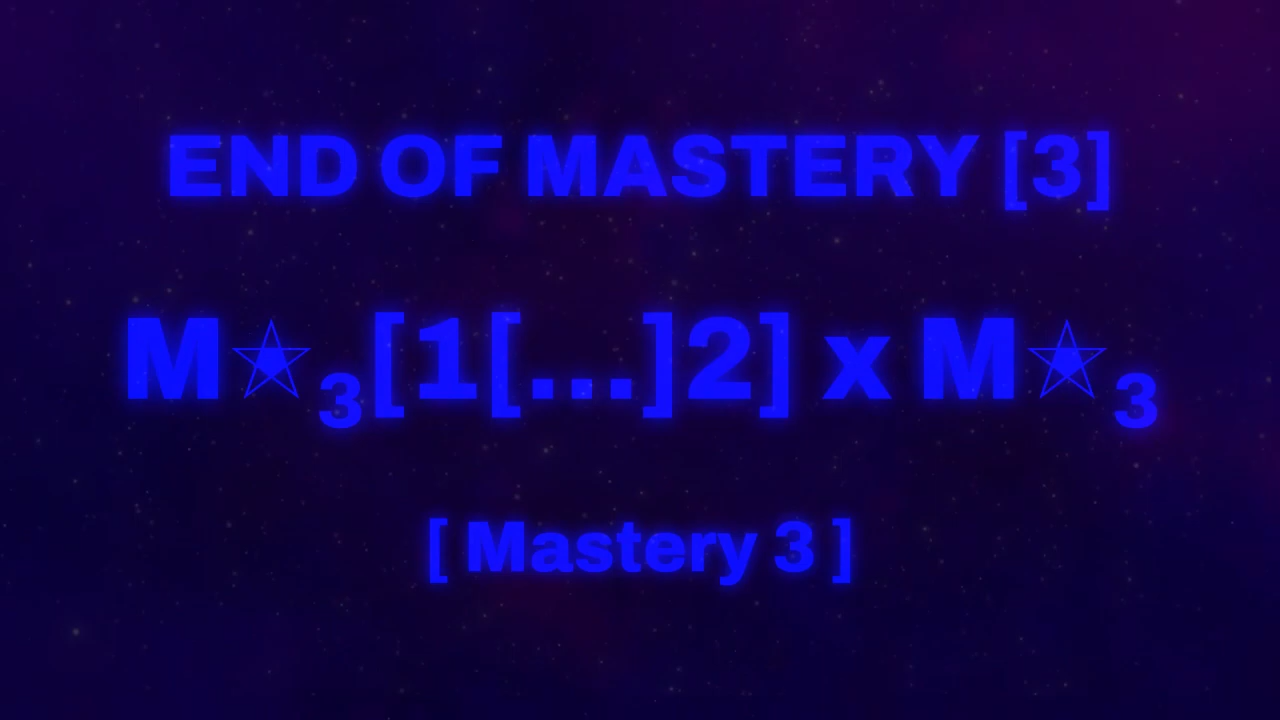 END OF MASTERY [3]
M⛤₃[1[...]2] x M⛤₃
[ Mastery 3 ]